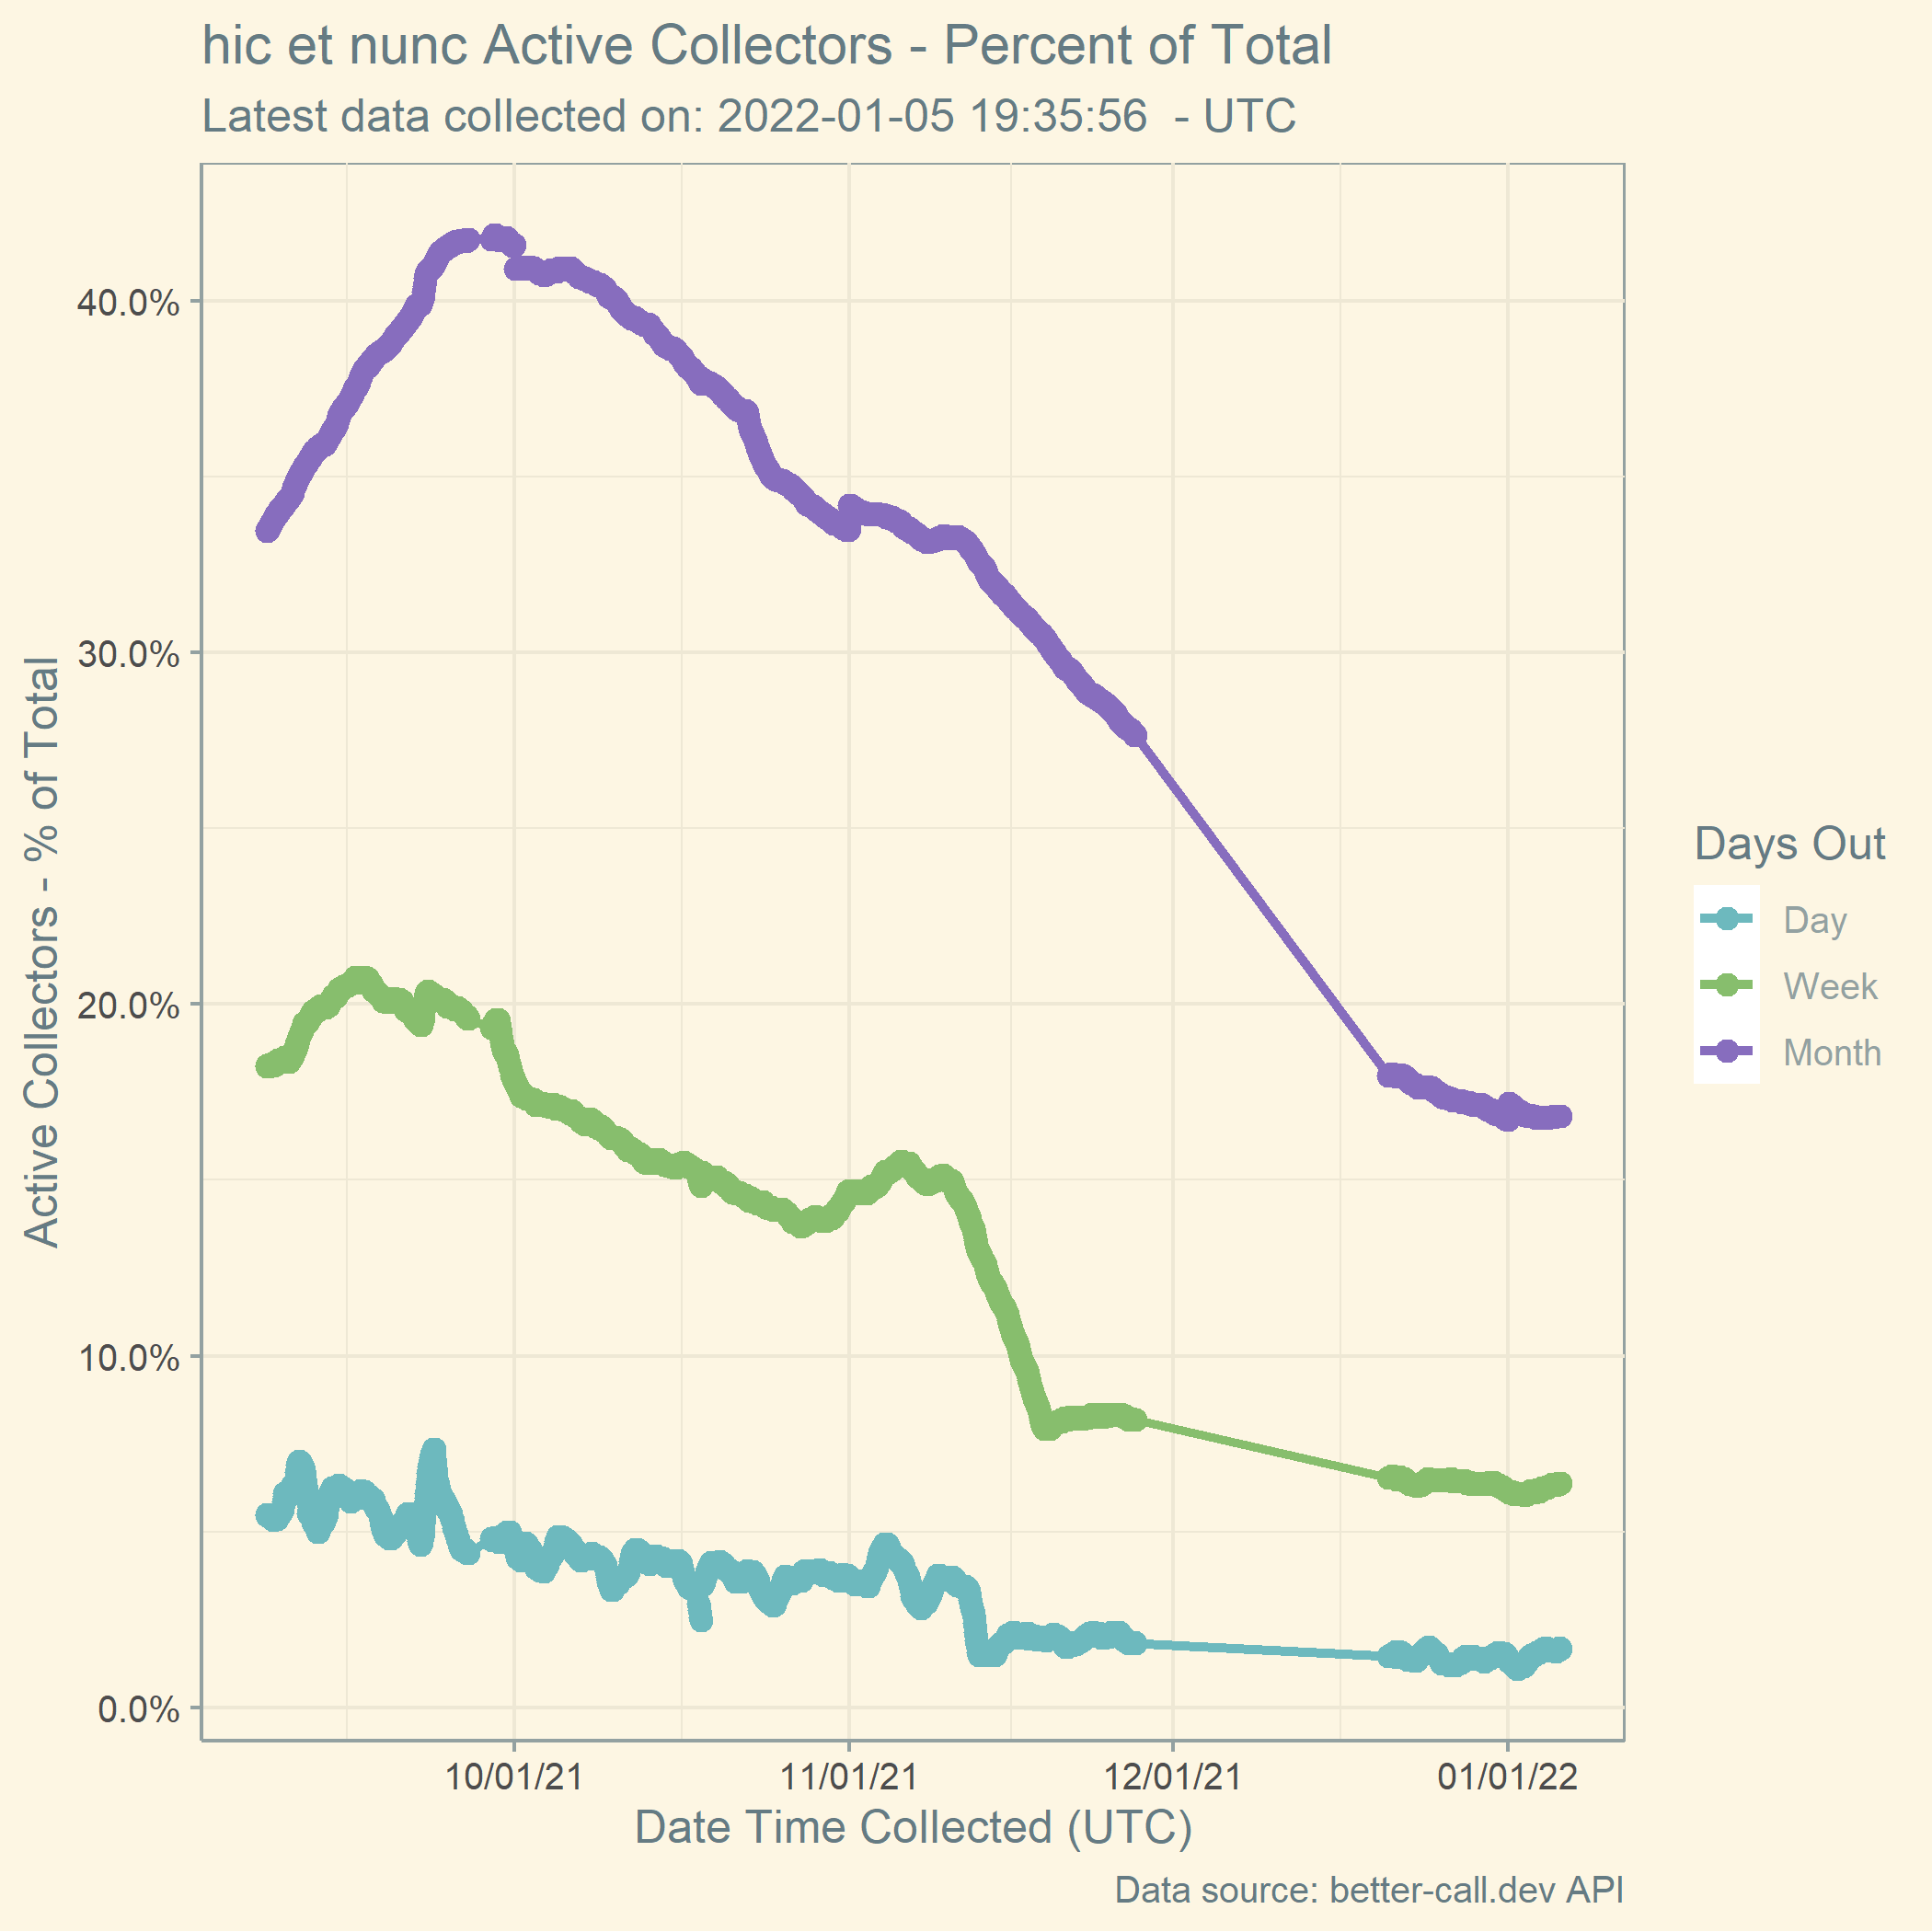 hic et nunc Active Collectors - Percent of Total
Latest data collected on: 2022-01-05 19:35:56  - UTC
Active Collectors - % of Total
40.0%
30.0%
20.0%
10.0%
0.0%
10/01/21
11/01/21
12/01/21
01/01/22
Date Time Collected (UTC)
Days Out
Day
Week
Month
Data source: better-call.dev API